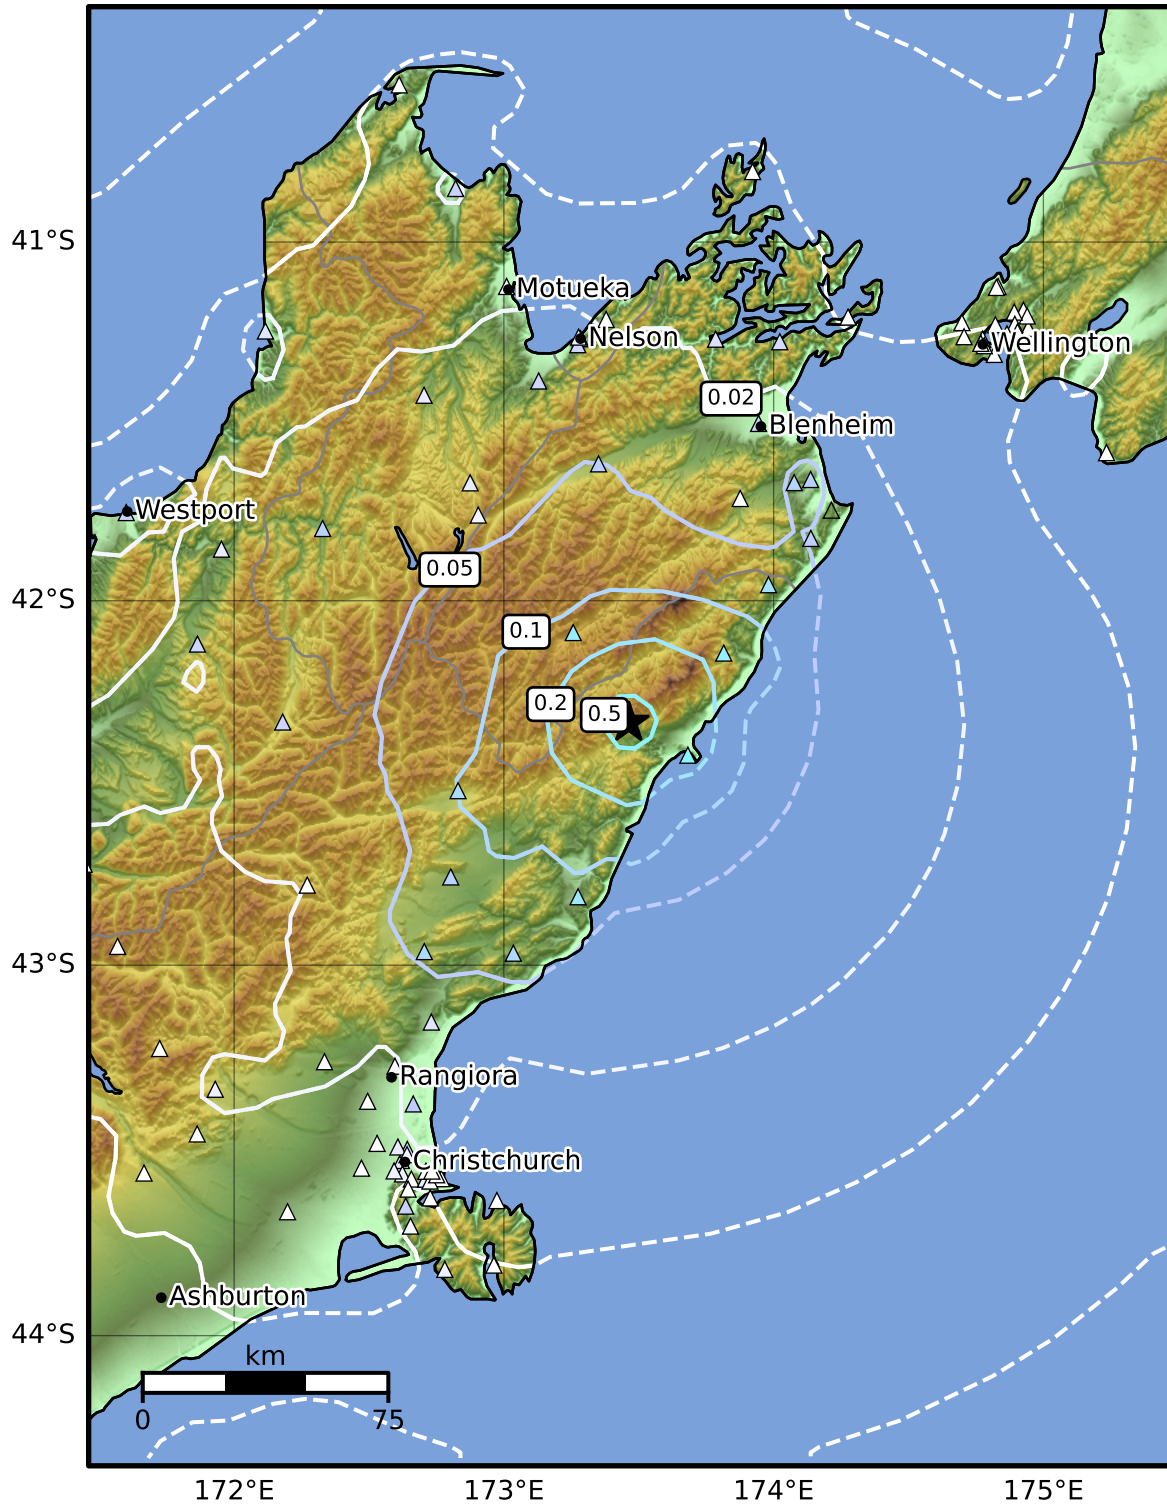 41°S
Motueka
Nelson
Wellington
0.02
Blenheim
Westport
0.05
42°S
0.1
0.2
0.5
43°S
Rangiora
Christchurch
Ashburton
44°S
km
0
75
172°E
173°E
174°E
175°E